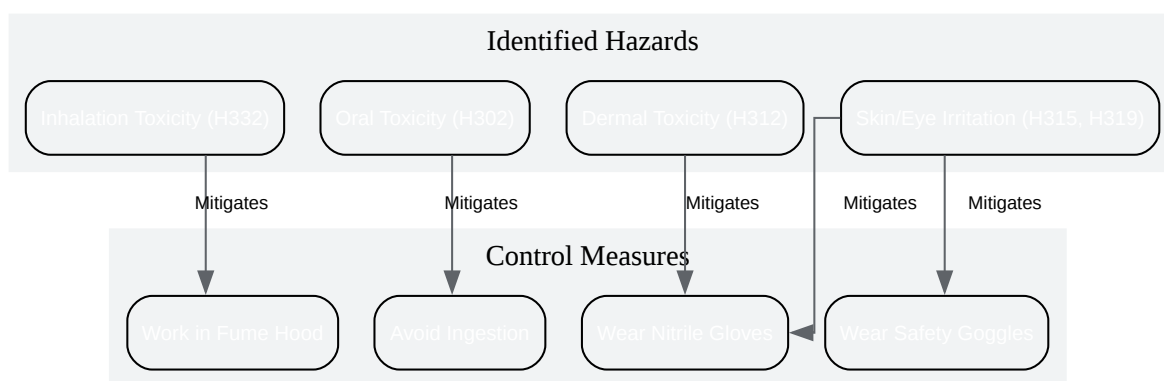 Identified Hazards
Inhalation Toxicity (H332)
Oral Toxicity (H302)
Dermal Toxicity (H312)
Skin/Eye Irritation (H315, H319)
Mitigates
Mitigates
Mitigates
Mitigates
Mitigates
Control Measures
Work in Fume Hood
Avoid Ingestion
Wear Nitrile Gloves
Wear Safety Goggles